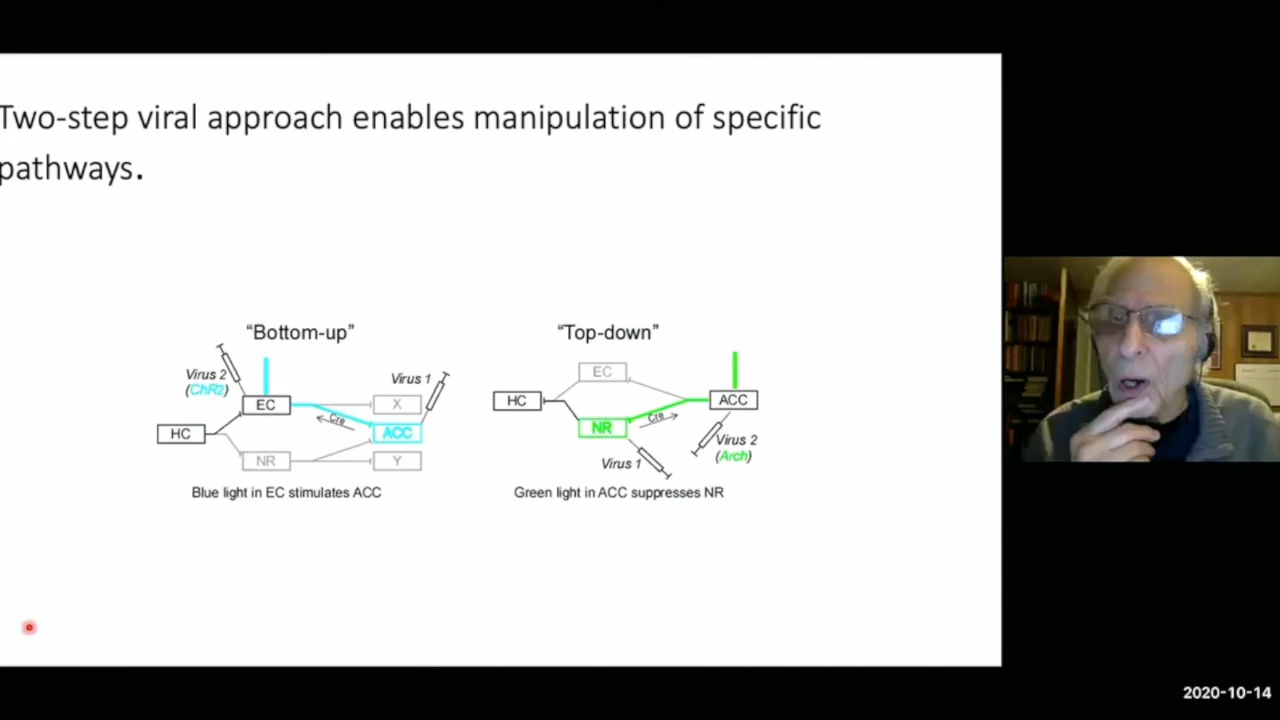 Two-step viral approach enables manipulation of specific
pathways.
“Bottom-up”
Virus 2
(ChR2)
Virus 1
EC
X
Cre
HC
ACC
NR
Y
Blue light in EC stimulates ACC
“Top-down”
EC
HC
ACC
Cre
NR
Virus 2
(Arch)
Virus 1
Green light in ACC suppresses NR
2020-10-14